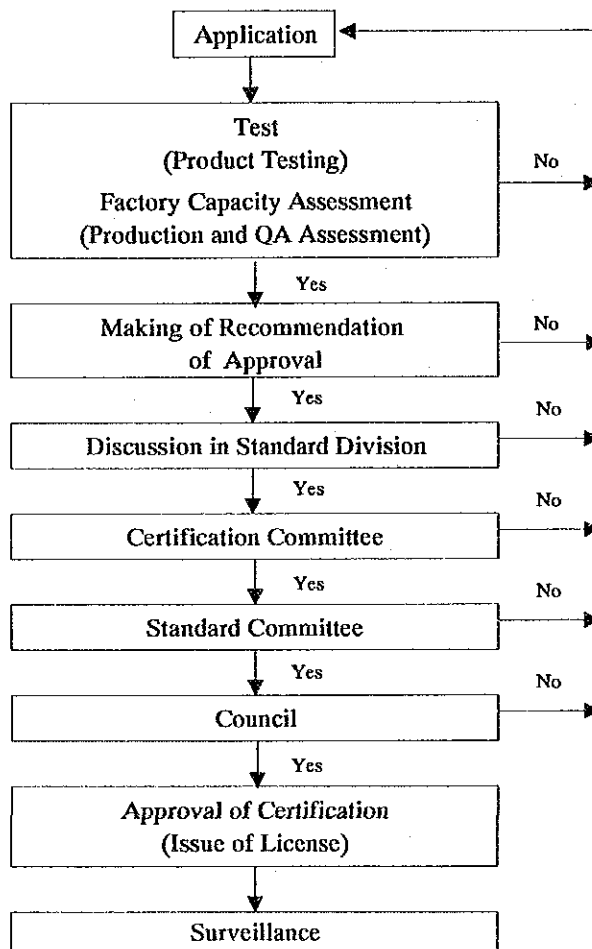 Application
Test
(Product Testing)
No
Factory Capacity Assessment
(Production and QA Assessment)
Yes
Making of Recommendation
of Approval
No
Yes
Discussion in Standard Division
No
Yes
Certification Committee
No
Yes
Standard Committee
No
Yes
Council
No
Yes
Approval of Certification
(Issue of License)
Surveillance